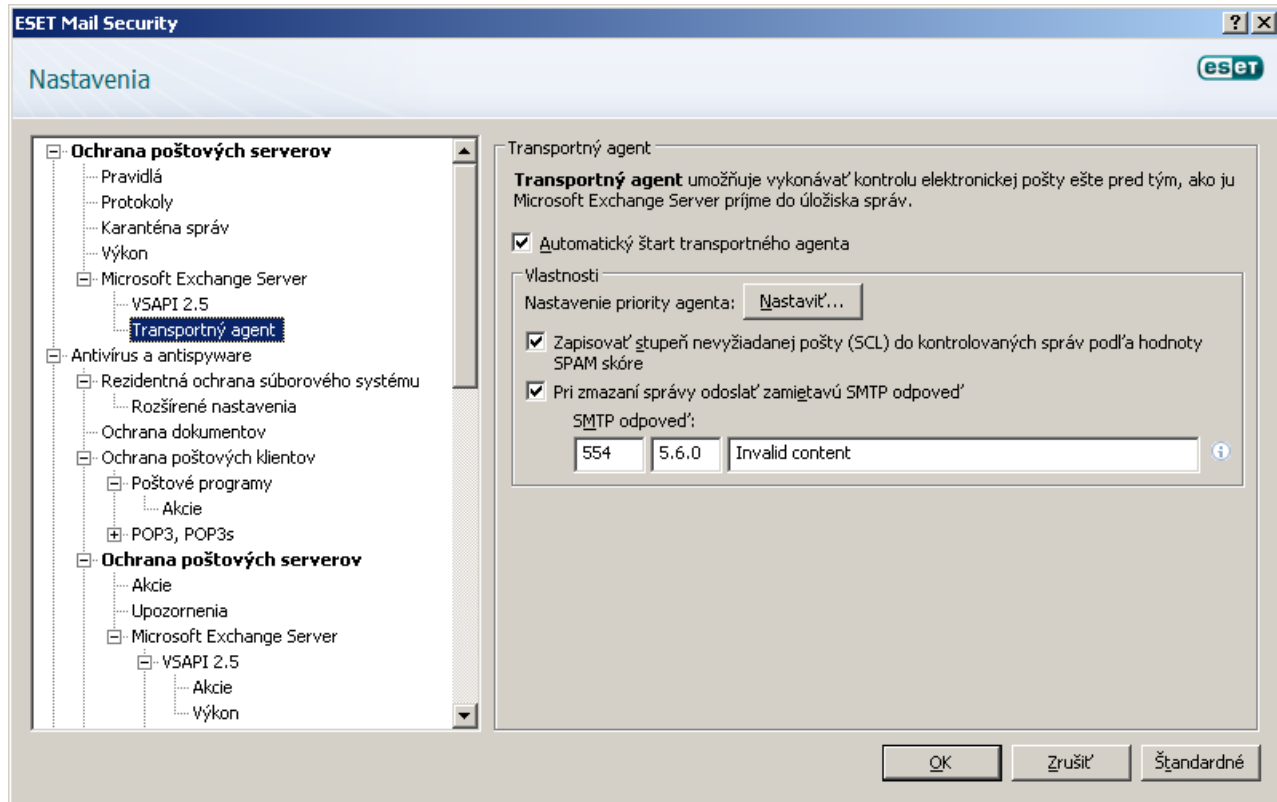 ESET Mail Security
Nastavenia
eset
Ochrana poštových serverov
Pravidlá
Protokoly
Karanténa správ
Výkon
Microsoft Exchange Server
VSAPI 2.5
Transportný agent
Antivírus a antispyware
Rezidentná ochrana súborového systému
Rozšírené nastavenia
Ochrana dokumentov
Ochrana poštových klientov
Poštové programy
Akcie
POP3, POP3s
Ochrana poštových serverov
Akcie
Upozornenia
Microsoft Exchange Server
VSAPI 2.5
Akcie
Výkon
Transportný agent
Transportný agent umožňuje vykonávať kontrolu elektronickej pošty ešte pred tým, ako ju
Microsoft Exchange Server príjme do úložiska správ.
Automatický štart transportného agenta
Vlastnosti
Nastavenie priority agenta: Nastaviť...
Zapisovať stupeň nevyžiadanej pošty (SCL) do kontrolovaných správ podľa hodnoty
SPAM skóre
Pri zmazaní správy odoslať zamietavú SMTP odpoveď
SMTP odpoveď:
554 5.6.0 Invalid content
OK Zrušiť Štandardné